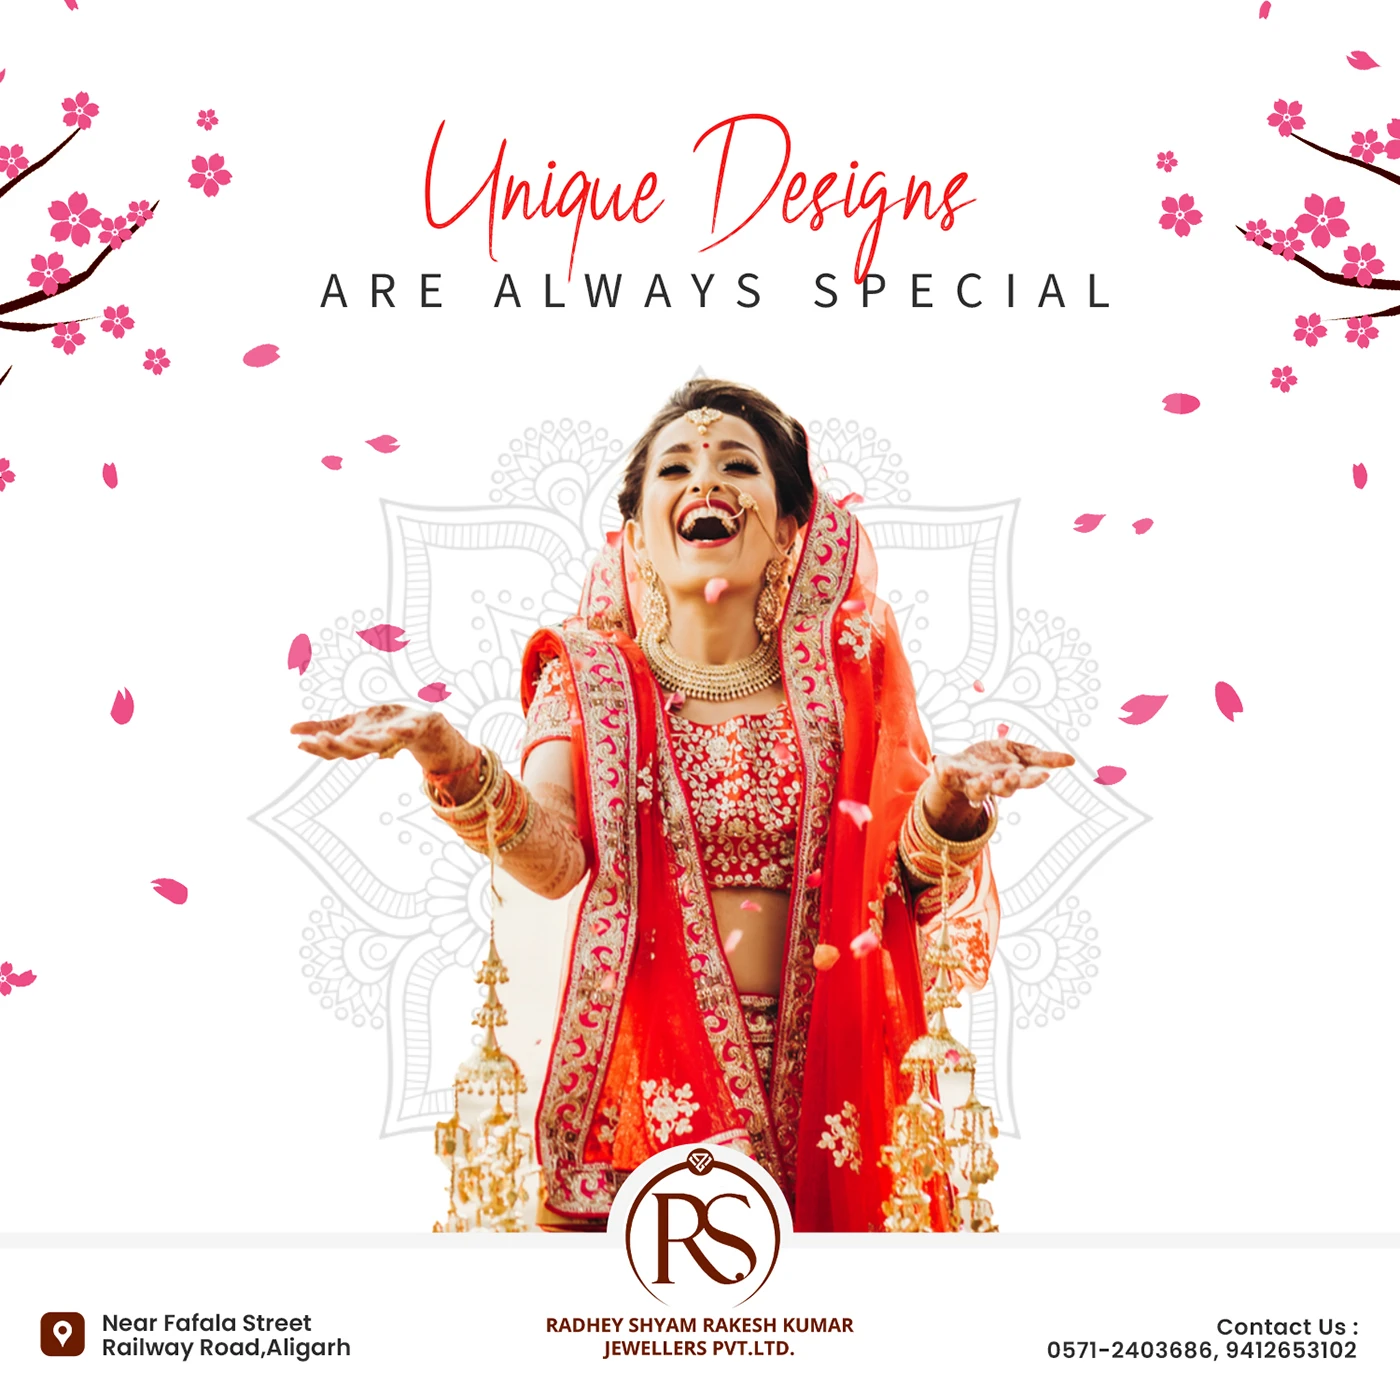 Unique Designs
ARE ALWAYS SPECIAL
RS
RADHEY SHYAM RAKESH KUMAR
JEWELLERS PVT.LTD.
Near Fafala Street
Railway Road,Aligarh
Contact Us :
0571-2403686, 9412653102